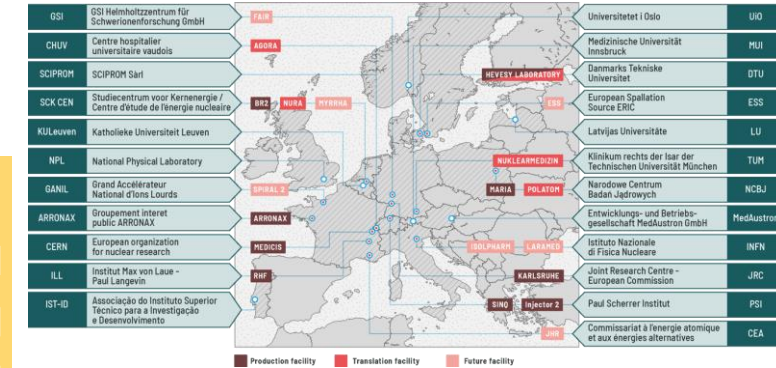 GSI
GSI Helmholtzzentrum für
Schwerionenforschung GmbH
FAIR
CHUV
Centre hospitalier
universitaire vaudois
AGORA
SCIPROM
SCIPROM Sàrl
SCK CEN
Studiecentrum voor Kernenergie /
Centre d'étude de l'énergie nucleaire
BR2
NURA
MYRRHA
KULeuven
Katholieke Universiteit Leuven
NPL
National Physical Laboratory
GANIL
Grand Accélérateur
National d'Ions Lourds
SPIRAL 2
ARRONAX
Groupement interet
public ARRONAX
ARRONAX
CERN
European organization
for nuclear research
MEDICIS
ILL
Institut Max von Laue -
Paul Langevin
RHF
IST-ID
Associação do Instituto Superior
Técnico para a Investigação
e Desenvolvimento
Universitetet i Oslo
UiO
Medizinische Universität
Innsbruck
MUI
HEVESY LABORATORY
Danmarks Tekniske
Universitet
DTU
ESS
European Spallation
Source ERIC
ESS
Latvijas Universitāte
LU
NUKLEARMEDIZIN
Klinikum rechts der Isar der
Technischen Universität München
TUM
MARIA
POLATOM
Narodowe Centrum
Badań Jądrowych
NCBJ
Entwicklungs- und Betriebs-
gesellschaft MedAustron GmbH
MedAustron
ISOLPHARM
LARAMED
Istituto Nazionale
di Fisica Nucleare
INFN
KARLSRUHE
Joint Research Centre -
European Commission
JRC
SINQ
Injector 2
Paul Scherrer Institut
PSI
JHR
Commissariat à l'energie atomique
et aux énergies alternatives
CEA
Production facility
Translation facility
Future facility